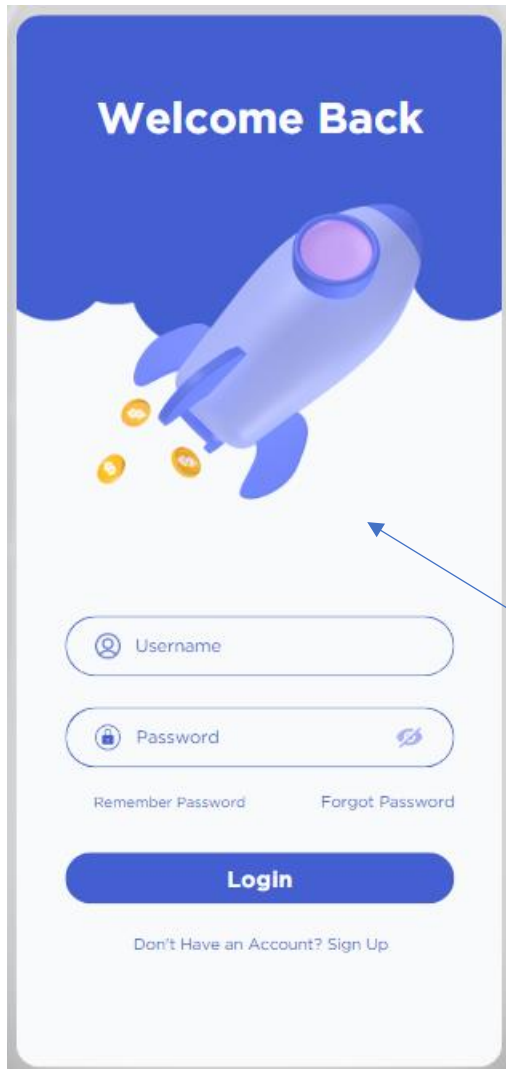 Welcome Back
Username
Password
Remember Password Forgot Password
Login
Don't Have an Account? Sign Up